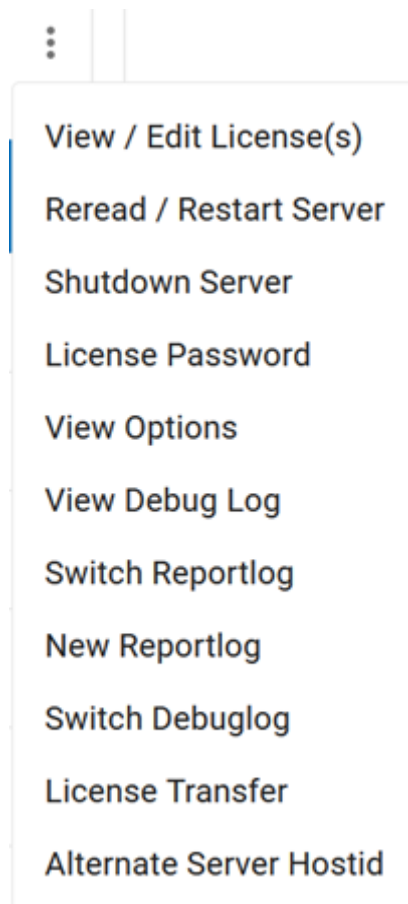 View / Edit License(s)
Reread / Restart Server
Shutdown Server
License Password
View Options
View Debug Log
Switch Reportlog
New Reportlog
Switch Debuglog
License Transfer
Alternate Server Hostid